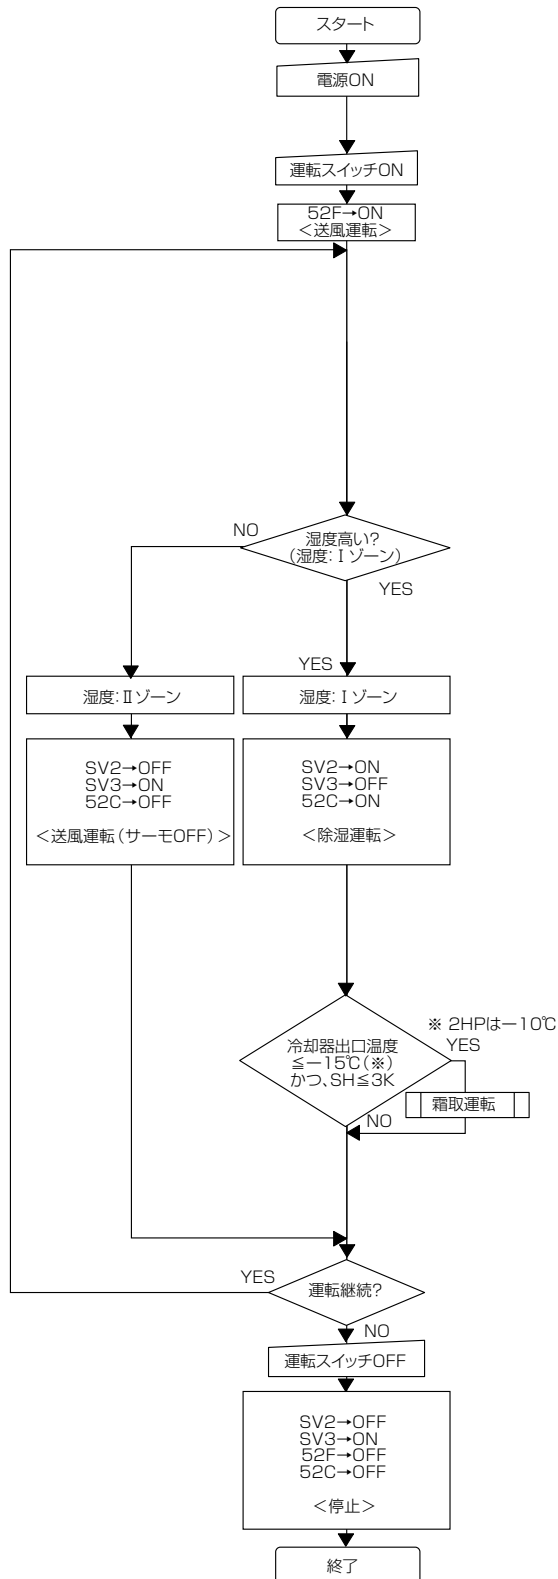 スタート
電源ON
運転スイッチON
52F→ON
<送風運転>
NO
湿度高い?
(湿度:Ⅰゾーン)
YES
YES
湿度:Ⅱゾーン
湿度:Ⅰゾーン
SV2→OFF
SV3→ON
52C→OFF
<送風運転(サーモOFF)>
SV2→ON
SV3→OFF
52C→ON
<除湿運転>
※ 2HPは−10℃
冷却器出口温度
≦−15℃(※)
かつ、SH≦3K
YES
霜取運転
NO
YES
運転継続?
NO
運転スイッチOFF
SV2→OFF
SV3→ON
52F→OFF
52C→OFF
<停止>
終了